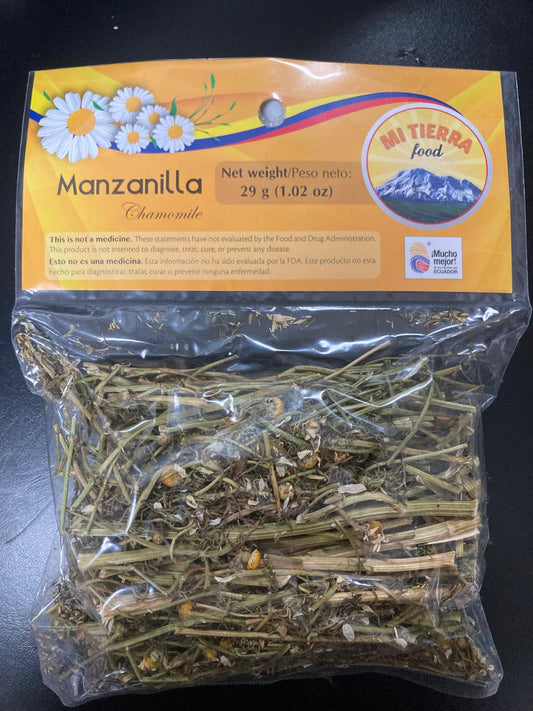 MI TIERRA
food
Net weight/Peso neto:
29 g (1.02 oz)
Manzanilla
Chamomile
This is not a medicine. These statements have not evaluated by the Food and Drug Administration.
This product is not intended to diagnose, treat, cure, or prevent any disease.
Esto no es una medicina. Esta información no ha sido evaluada por la FDA. Este producto no esta
hecho para diagnosticar, tratar, curar o prevenir ninguna enfermedad.
¡Mucho
mejor!
ECUADOR